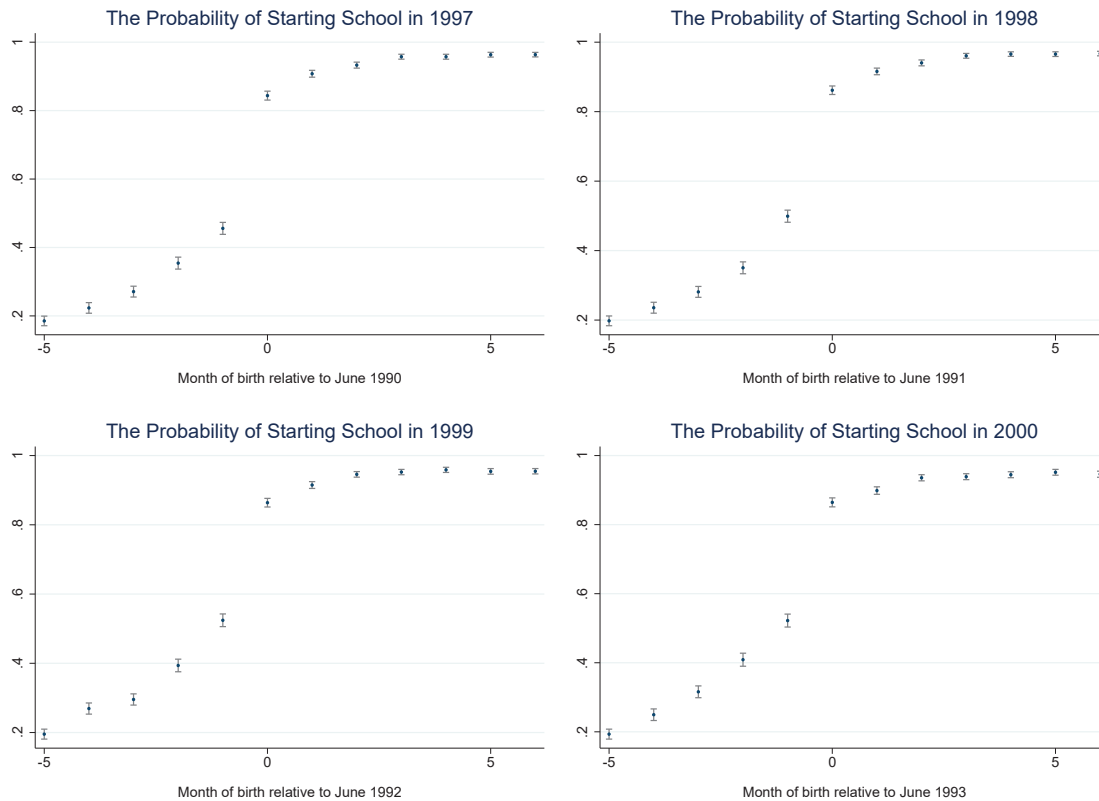 The Probability of Starting School in 1997
1
.8
.6
.4
.2
-5 0 5
Month of birth relative to June 1990
The Probability of Starting School in 1998
1
.8
.6
.4
.2
-5 0 5
Month of birth relative to June 1991
The Probability of Starting School in 1999
1
.8
.6
.4
.2
-5 0 5
Month of birth relative to June 1992
The Probability of Starting School in 2000
1
.8
.6
.4
.2
-5 0 5
Month of birth relative to June 1993